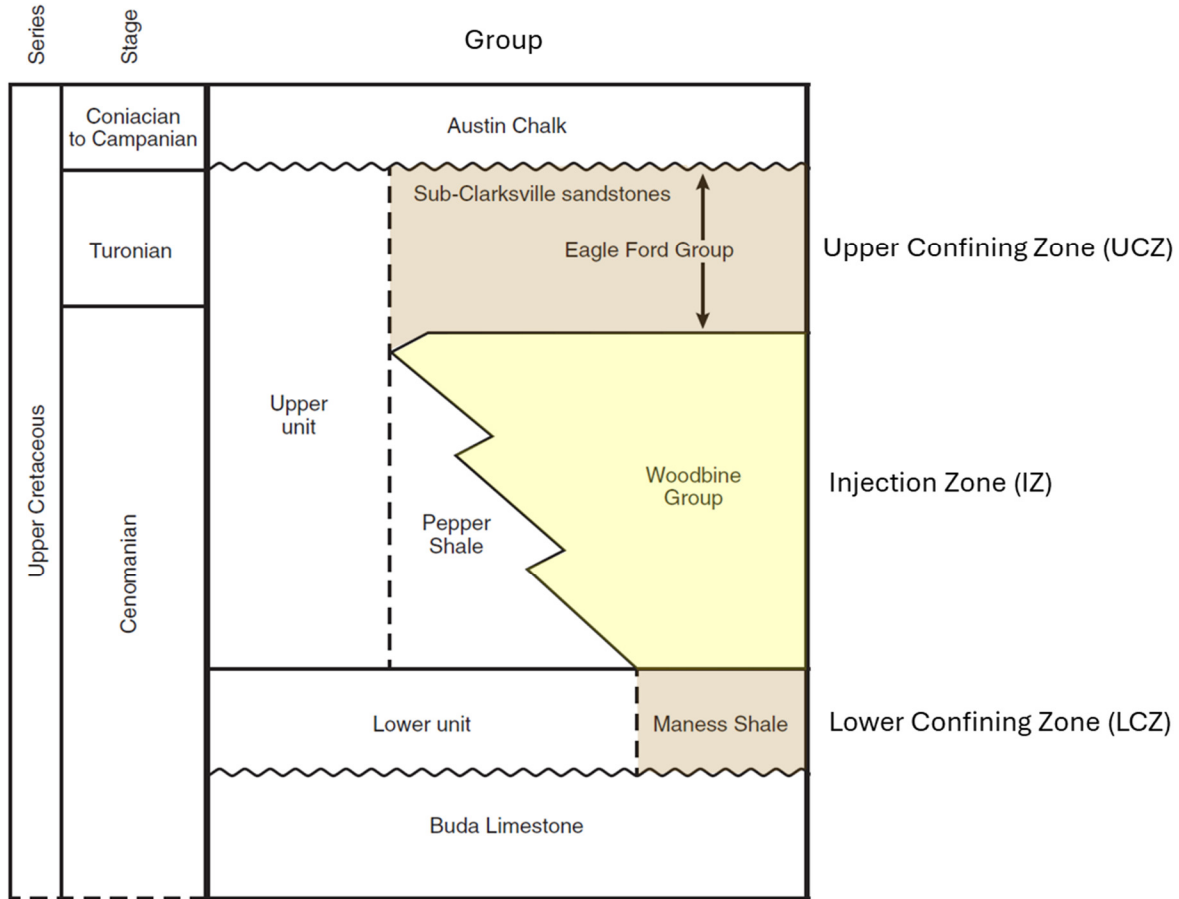 Series
Stage
Group
Coniacian
to Campanian
Austin Chalk
Sub-Clarksville sandstones
Turonian
Eagle Ford Group
Upper Confining Zone (UCZ)
Upper Cretaceous
Cenomanian
Upper
unit
Pepper
Shale
Woodbine
Group
Injection Zone (IZ)
Lower unit
Maness Shale
Lower Confining Zone (LCZ)
Buda Limestone